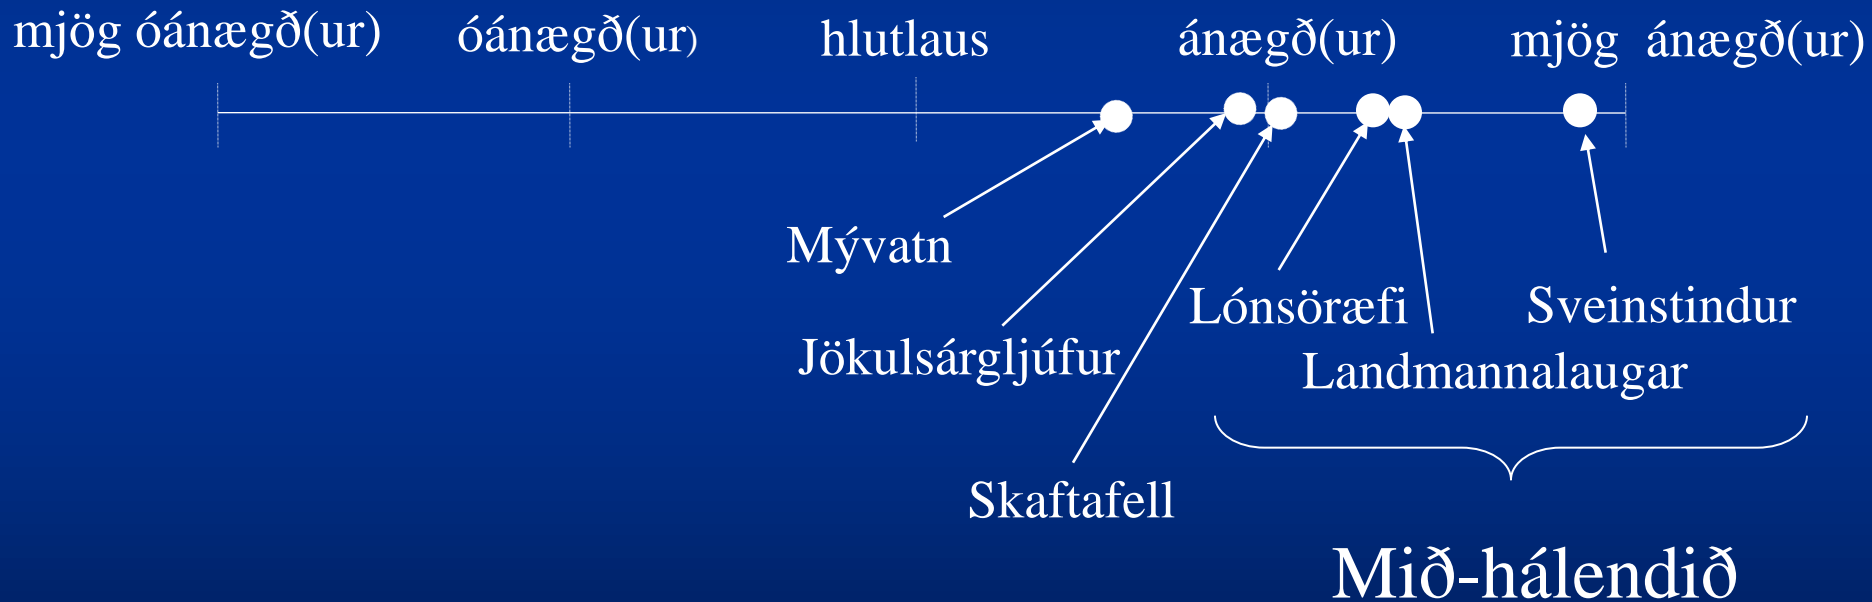 mjög óánægð(ur) óánægð(ur) hlutlaus ánægð(ur) mjög ánægð(ur)
Mývatn
Lónsöræfi Sveinstindur
Jökulsárgljúfur Landmannalaugar
Skaftafell
Mið-hálendið